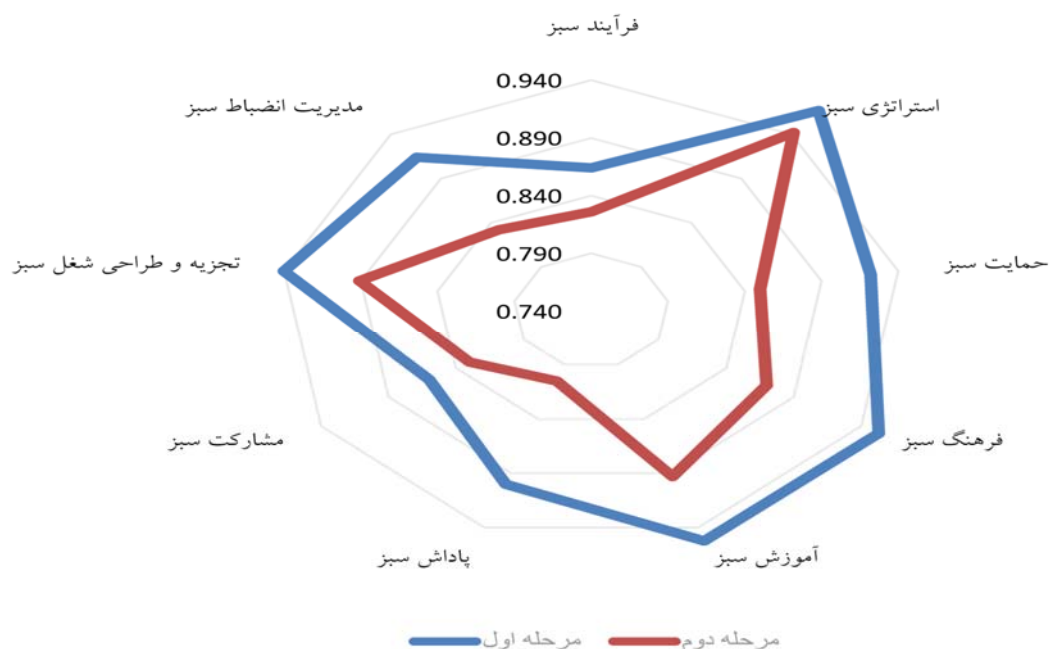 فرآیند سبز
0.940
استراتژی سبز
مدیریت انضباط سبز
0.890
0.840
حمایت سبز
0.790
تجزیه و طراحی شغل سبز
0.740
فرهنگ سبز
مشارکت سبز
آموزش سبز
پاداش سبز
مرحله اول
مرحله دوم